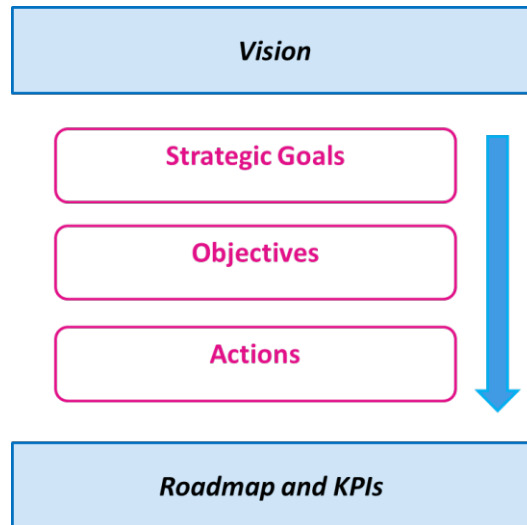 Vision
Strategic Goals
Objectives
Actions
Roadmap and KPIs